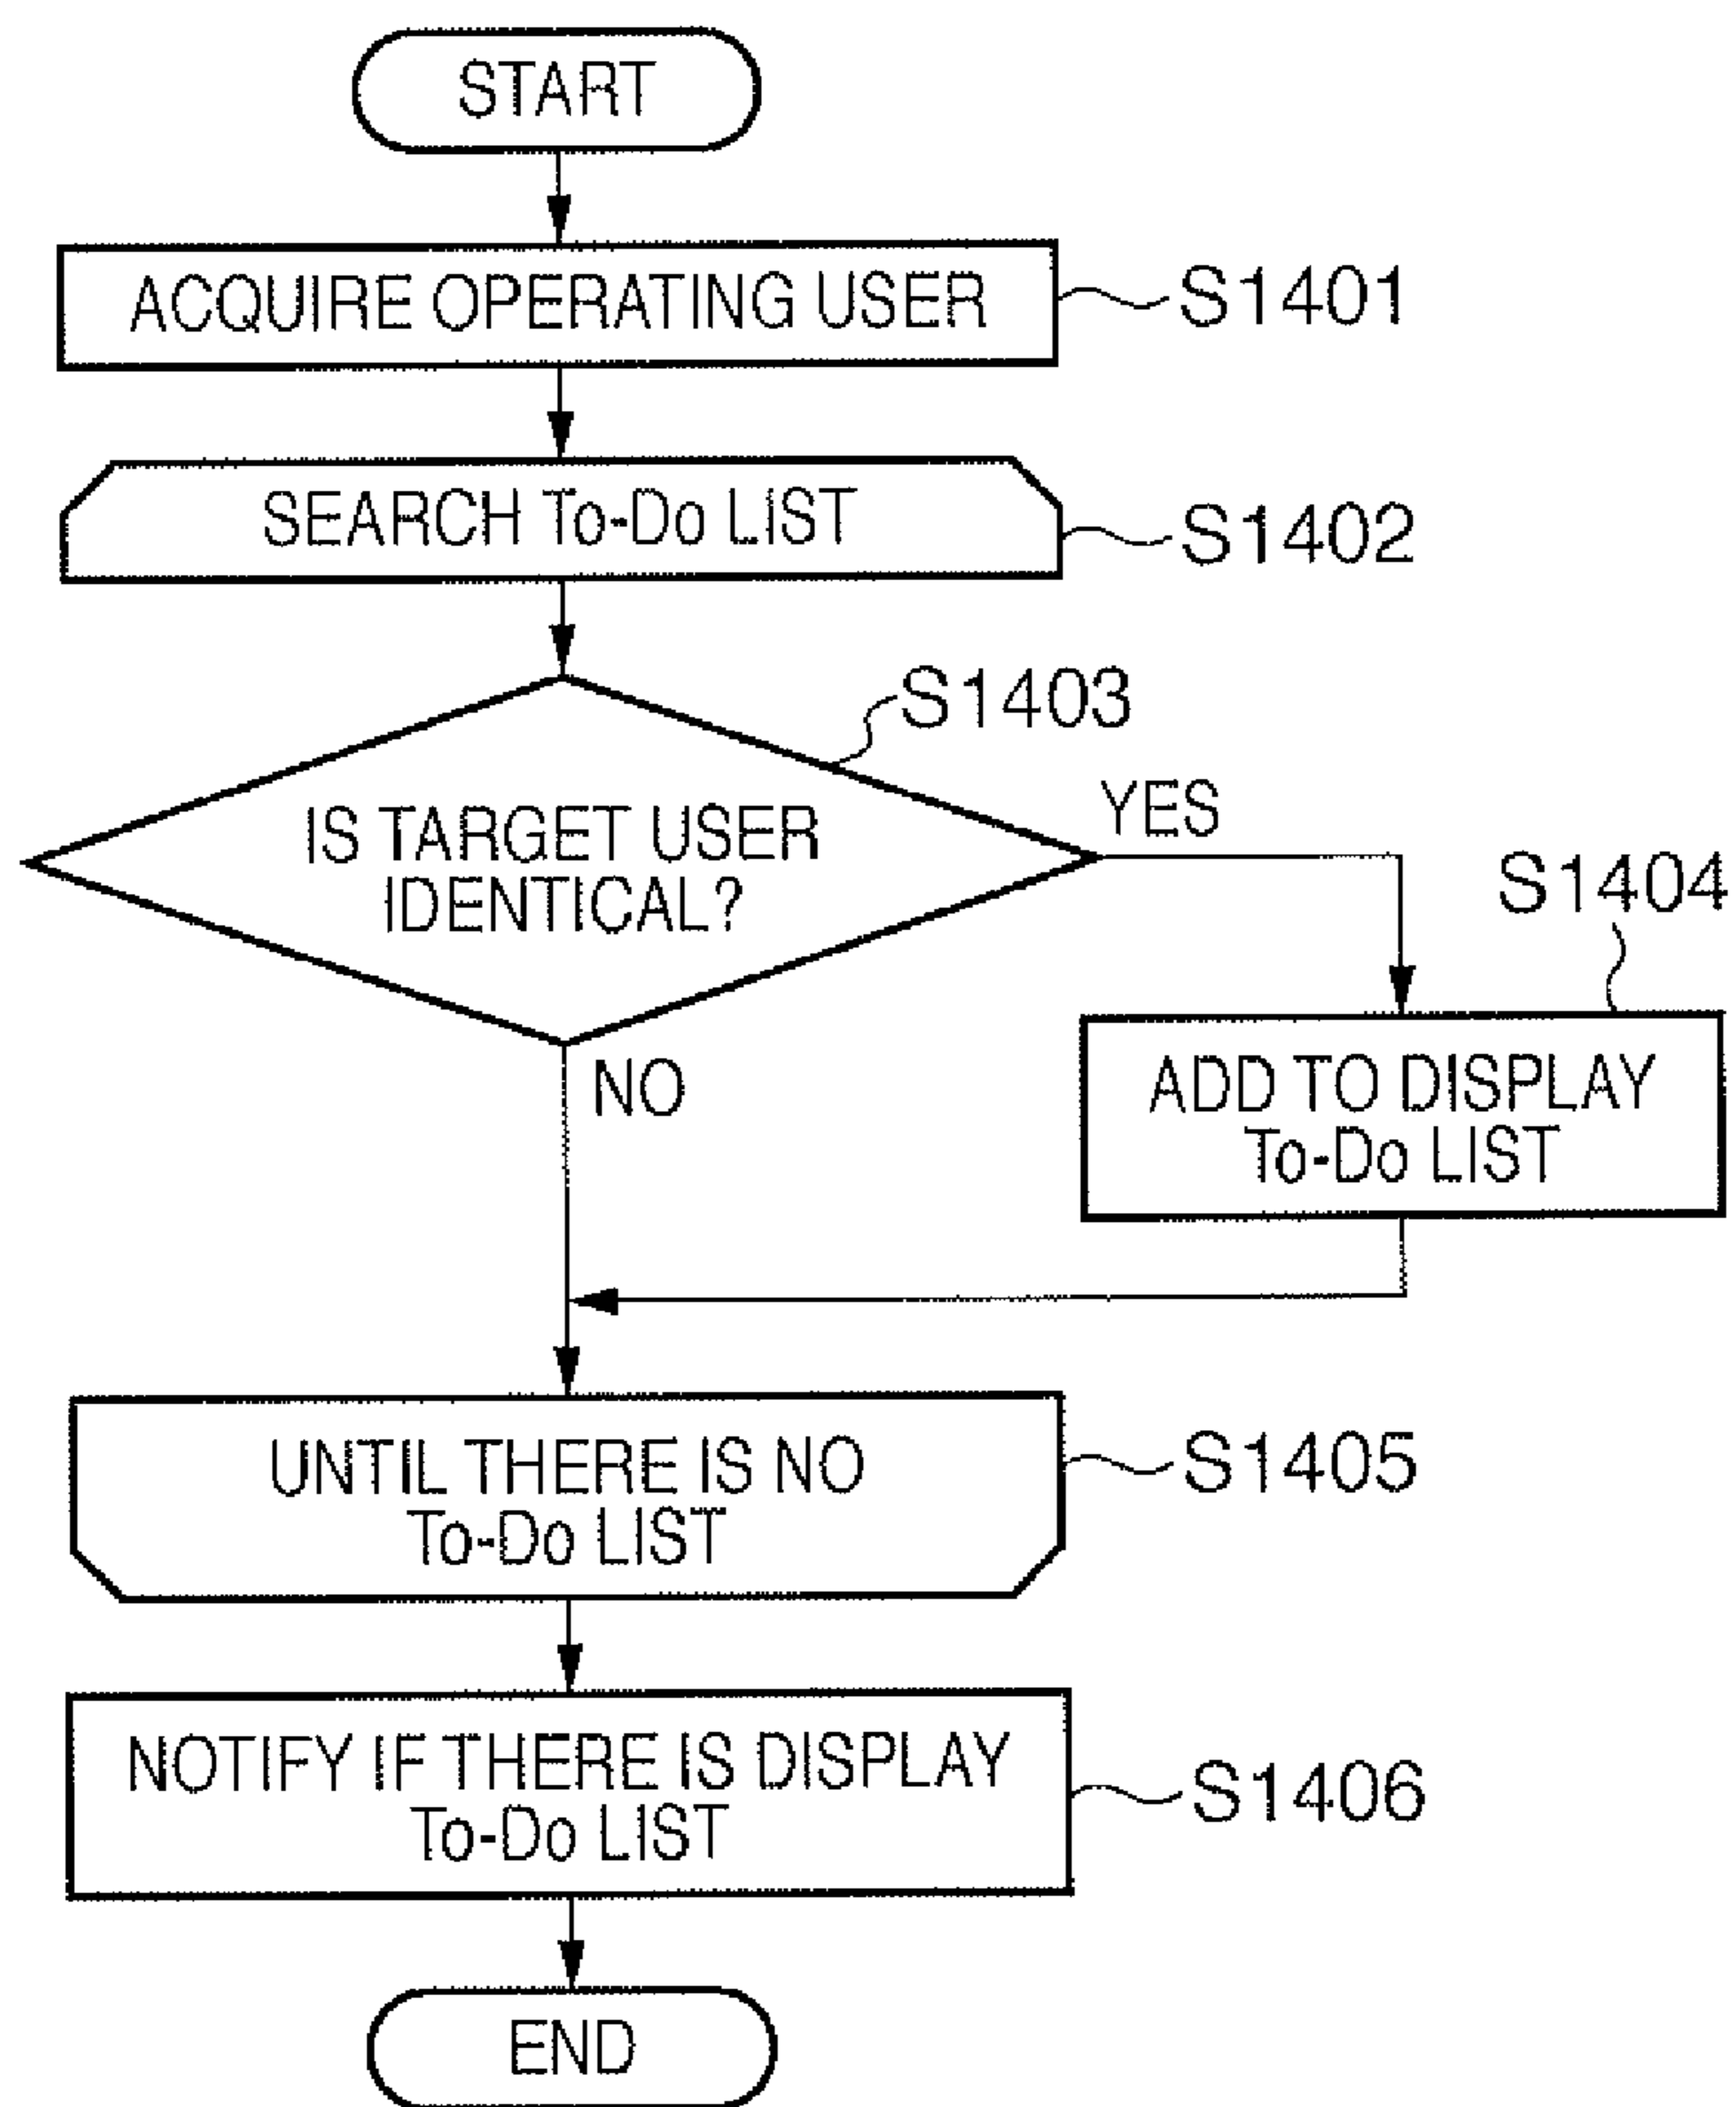 START
ACQUIRE OPERATING USER
S1401
SEARCH To-Do LIST
S1402
S1403
IS TARGET USER
IDENTICAL?
YES
S1404
NO
ADD TO DISPLAY
To-Do LIST
UNTIL THERE IS NO
To-Do LIST
S1405
NOTIFY IF THERE IS DISPLAY
To-Do LIST
S1406
END